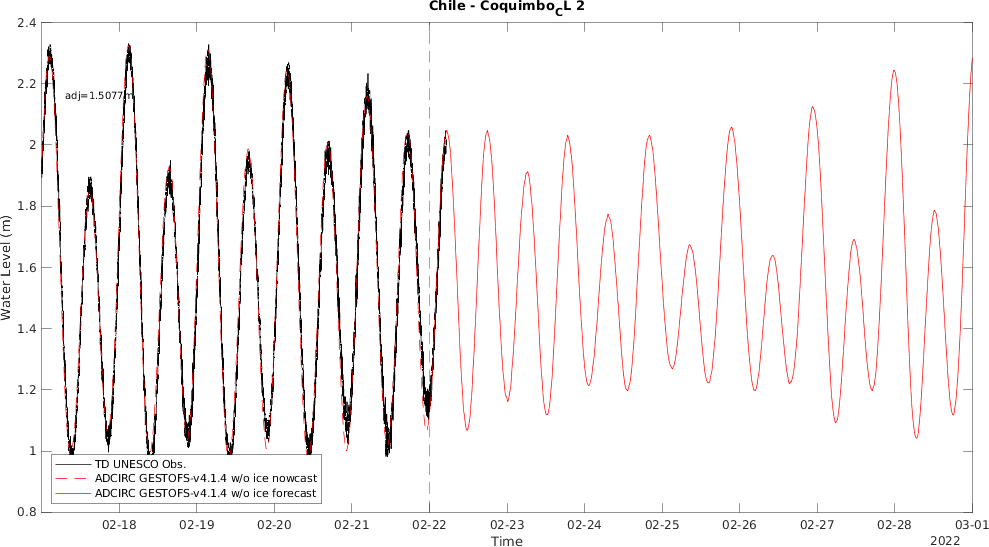 Chile - Coquimbo_CL 2
2.4
2.2
2
1.8
1.6
1.4
1.2
1
0.8
Water Level (m)
adj=1.5077m
TD UNESCO Obs.
ADCIRC GESTOFS-v4.1.4 w/o ice nowcast
ADCIRC GESTOFS-v4.1.4 w/o ice forecast
02-18 02-19 02-20 02-21 02-22 02-23 02-24 02-25 02-26 02-27 02-28 03-01
Time
2022